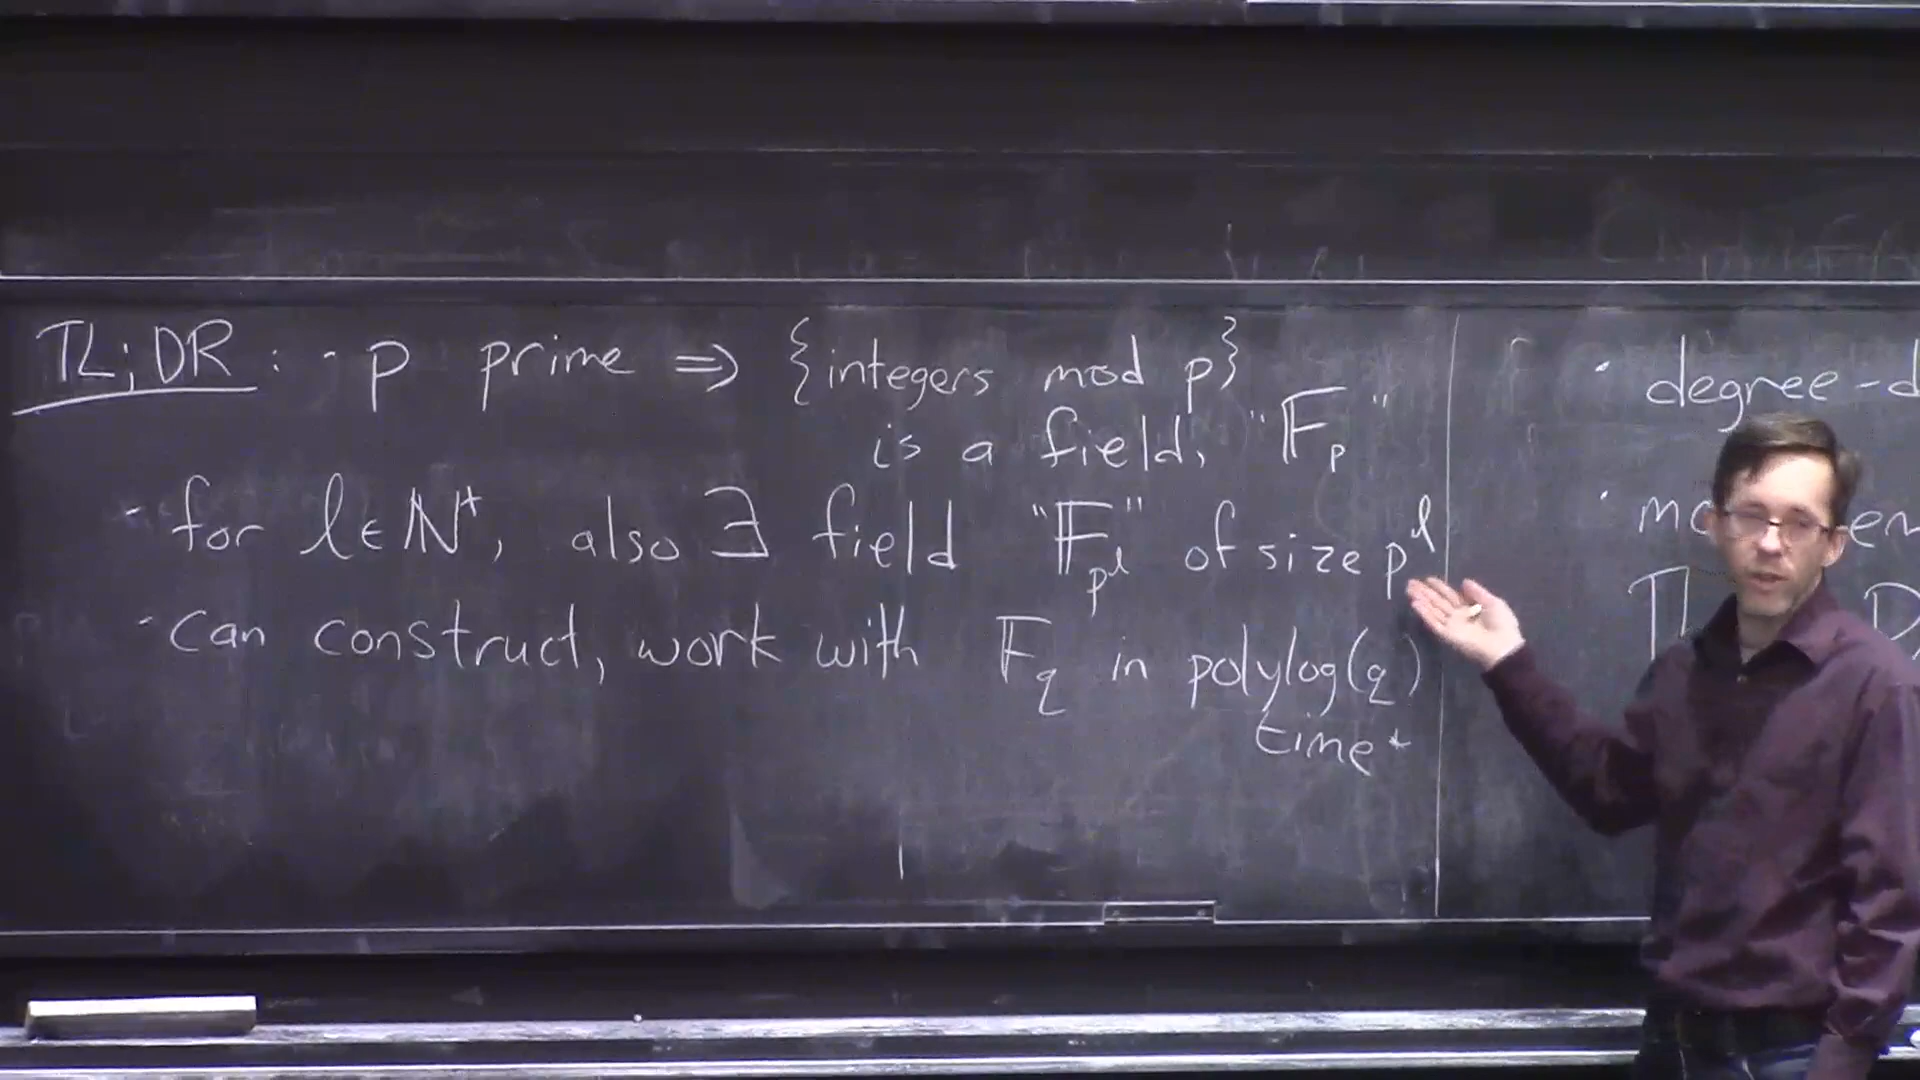 TL;DR: · p prime ⇒ {integers mod p}
is a field, "𝔽_p"
· for ℓ∈ℕ⁺, also ∃ field "𝔽_{p^ℓ}" of size p^ℓ
· can construct, work with 𝔽_q in polylog(q)
time*
· degree-d